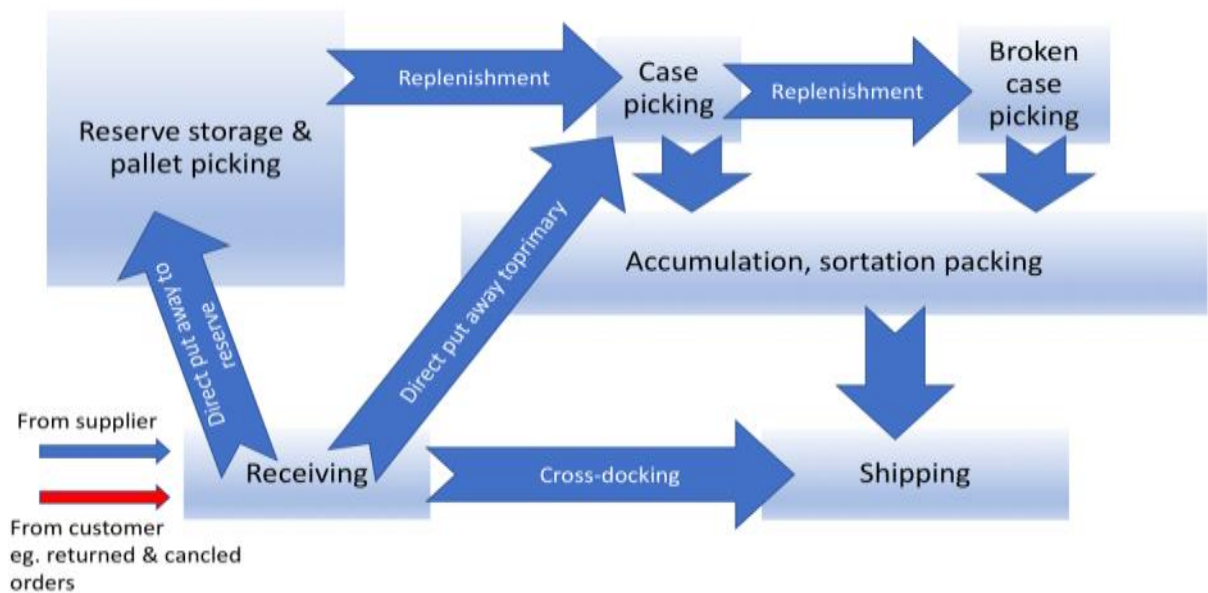 Reserve storage &
pallet picking
Replenishment
Case
picking
Replenishment
Broken
case
picking
Direct put away to
reserve
Direct put away toprimary
Accumulation, sortation packing
From supplier
Receiving
Cross-docking
Shipping
From customer
eg. returned & cancled
orders